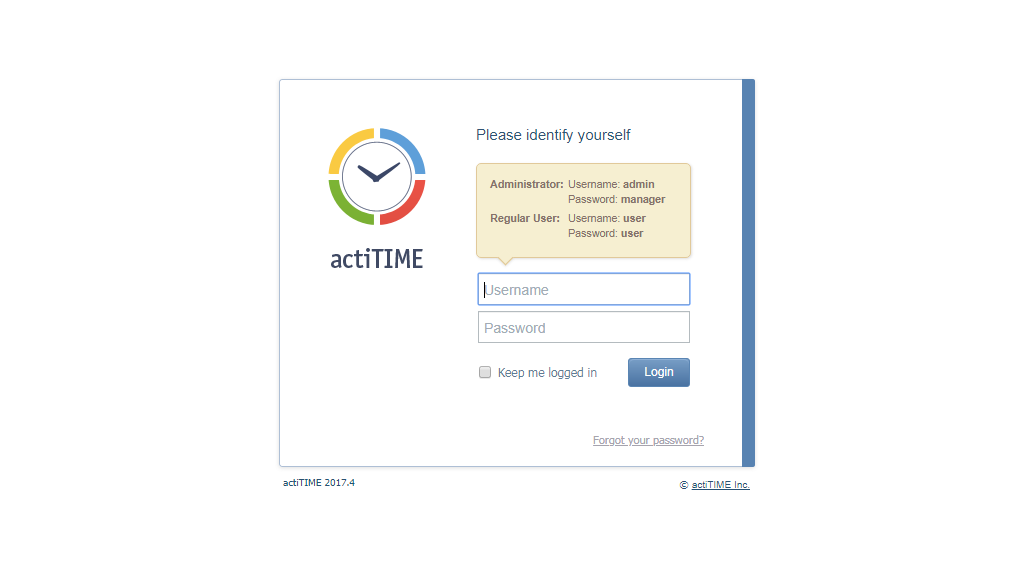 Please identify yourself
Administrator: Username: admin
Password: manager
Regular User: Username: user
Password: user
actiTIME
Username
Password
Keep me logged in
Login
Forgot your password?
actiTIME 2017.4
© actiTIME Inc.